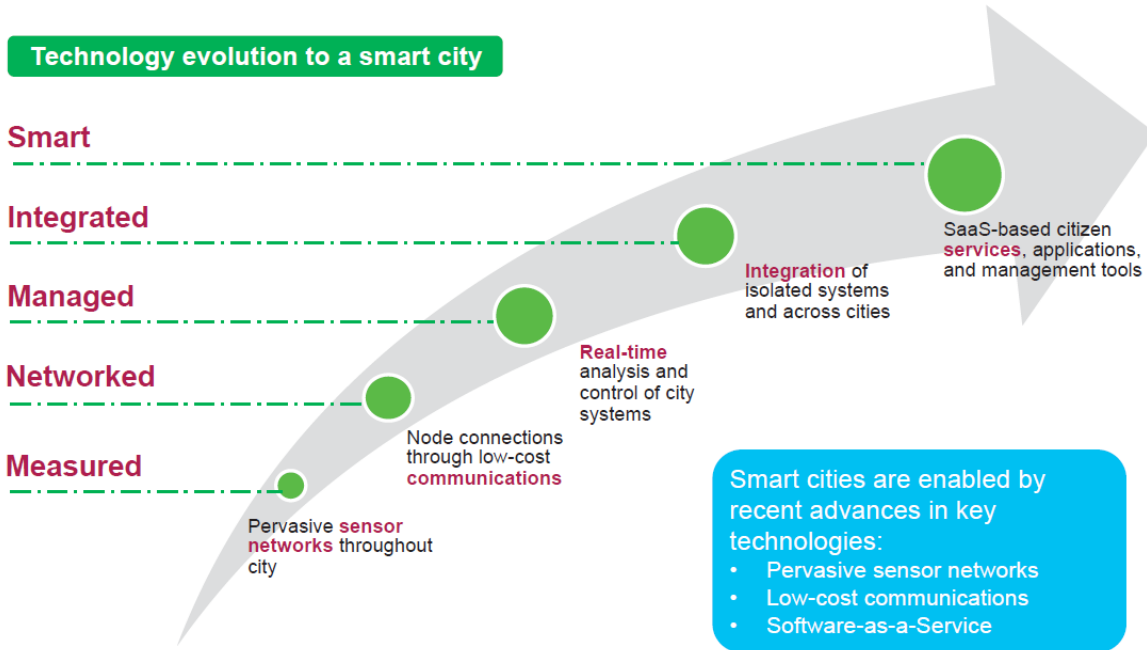 Technology evolution to a smart city
Smart
Integrated
Managed
Networked
Measured
SaaS-based citizen
services, applications,
and management tools
Integration of
isolated systems
and across cities
Real-time
analysis and
control of city
systems
Node connections
through low-cost
communications
Pervasive sensor
networks throughout
city
Smart cities are enabled by
recent advances in key
technologies:
• Pervasive sensor networks
• Low-cost communications
• Software-as-a-Service